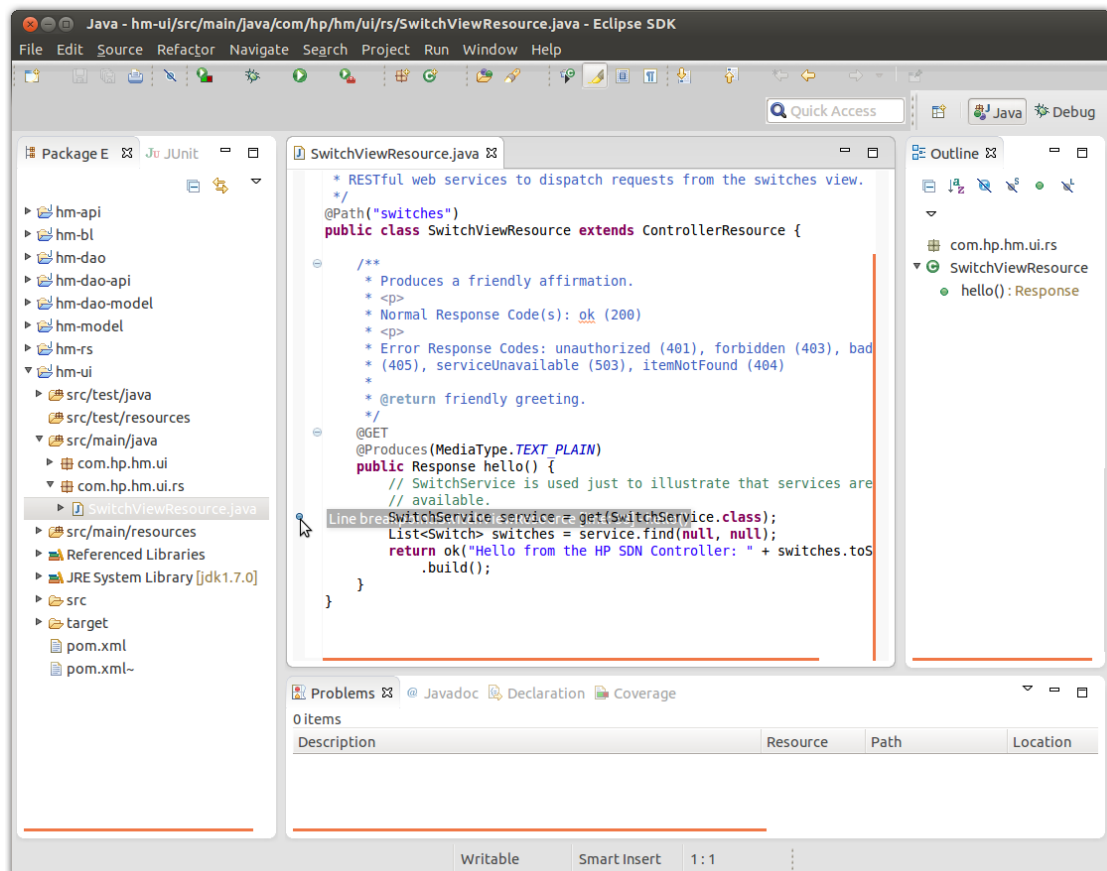 Java - hm-ui/src/main/java/com/hp/hm/ui/rs/SwitchViewResource.java - Eclipse SDK
File Edit Source Refactor Navigate Search Project Run Window Help
Quick Access
Java
Debug
Package E
JUnit
hm-api
hm-bl
hm-dao
hm-dao-api
hm-dao-model
hm-model
hm-rs
hm-ui
src/test/java
src/test/resources
src/main/java
com.hp.hm.ui
com.hp.hm.ui.rs
SwitchViewResource.java
src/main/resources
Referenced Libraries
JRE System Library [jdk1.7.0]
src
target
pom.xml
pom.xml~
SwitchViewResource.java
* RESTful web services to dispatch requests from the switches view.
*/
@Path("switches")
public class SwitchViewResource extends ControllerResource {
/**
* Produces a friendly affirmation.
* <p>
* Normal Response Code(s): ok (200)
* <p>
* Error Response Codes: unauthorized (401), forbidden (403), bad
* (405), serviceUnavailable (503), itemNotFound (404)
*
* @return friendly greeting.
*/
@GET
@Produces(MediaType.TEXT_PLAIN)
public Response hello() {
// SwitchService is used just to illustrate that services are
// available.
SwitchService service = get(SwitchService.class);
Line
List<Switch> switches = service.find(null, null);
return ok("Hello from the HP SDN Controller: " + switches.toS
.build();
}
}
Outline
com.hp.hm.ui.rs
SwitchViewResource
hello() : Response
Problems
@ Javadoc
Declaration
Coverage
0 items
Description Resource Path Location
Writable Smart Insert 1 : 1